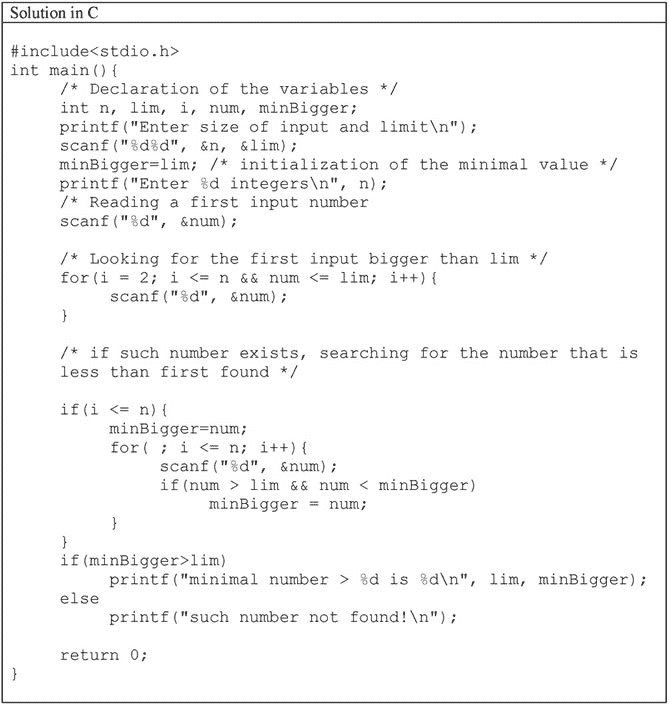 Solution in C
#include<stdio.h>
int main(){
/* Declaration of the variables */
int n, lim, i, num, minBigger;
printf("Enter size of input and limit\n");
scanf("%d%d", &n, &lim);
minBigger=lim; /* initialization of the minimal value */
printf("Enter %d integers\n", n);
/* Reading a first input number
scanf("%d", &num);
/* Looking for the first input bigger than lim */
for(i = 2; i <= n && num <= lim; i++){
scanf("%d", &num);
}
/* if such number exists, searching for the number that is
less than first found */
if(i <= n){
minBigger=num;
for( ; i <= n; i++){
scanf("%d", &num);
if(num > lim && num < minBigger)
minBigger = num;
}
}
if(minBigger>lim)
printf("minimal number > %d is %d\n", lim, minBigger);
else
printf("such number not found!\n");
return 0;
}